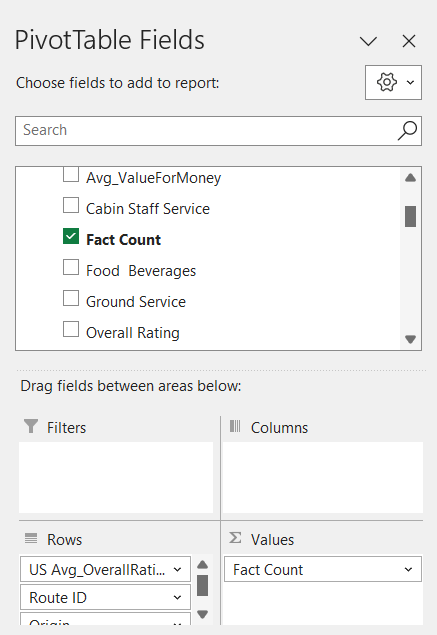 PivotTable Fields
Choose fields to add to report:
Search
Avg_ValueForMoney
Cabin Staff Service
Fact Count
Food  Beverages
Ground Service
Overall Rating
Drag fields between areas below:
Filters
Columns
Rows
Values
US Avg_OverallRati...
Fact Count
Route ID
Origin